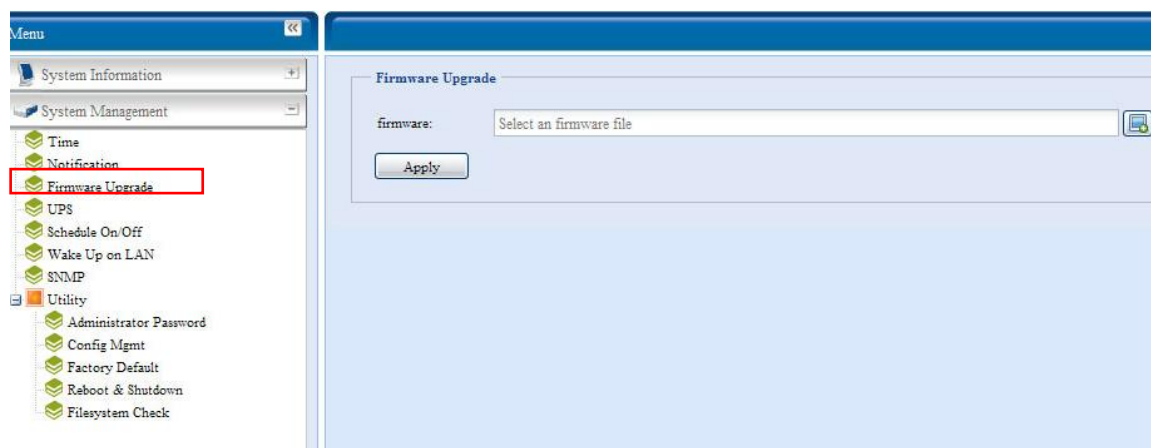 Menu
System Information
System Management
Time
Notification
Firmware Upgrade
UPS
Schedule On/Off
Wake Up on LAN
SNMP
Utility
Administrator Password
Config Mgmt
Factory Default
Reboot & Shutdown
Filesystem Check
Firmware Upgrade
firmware: Select an firmware file
Apply